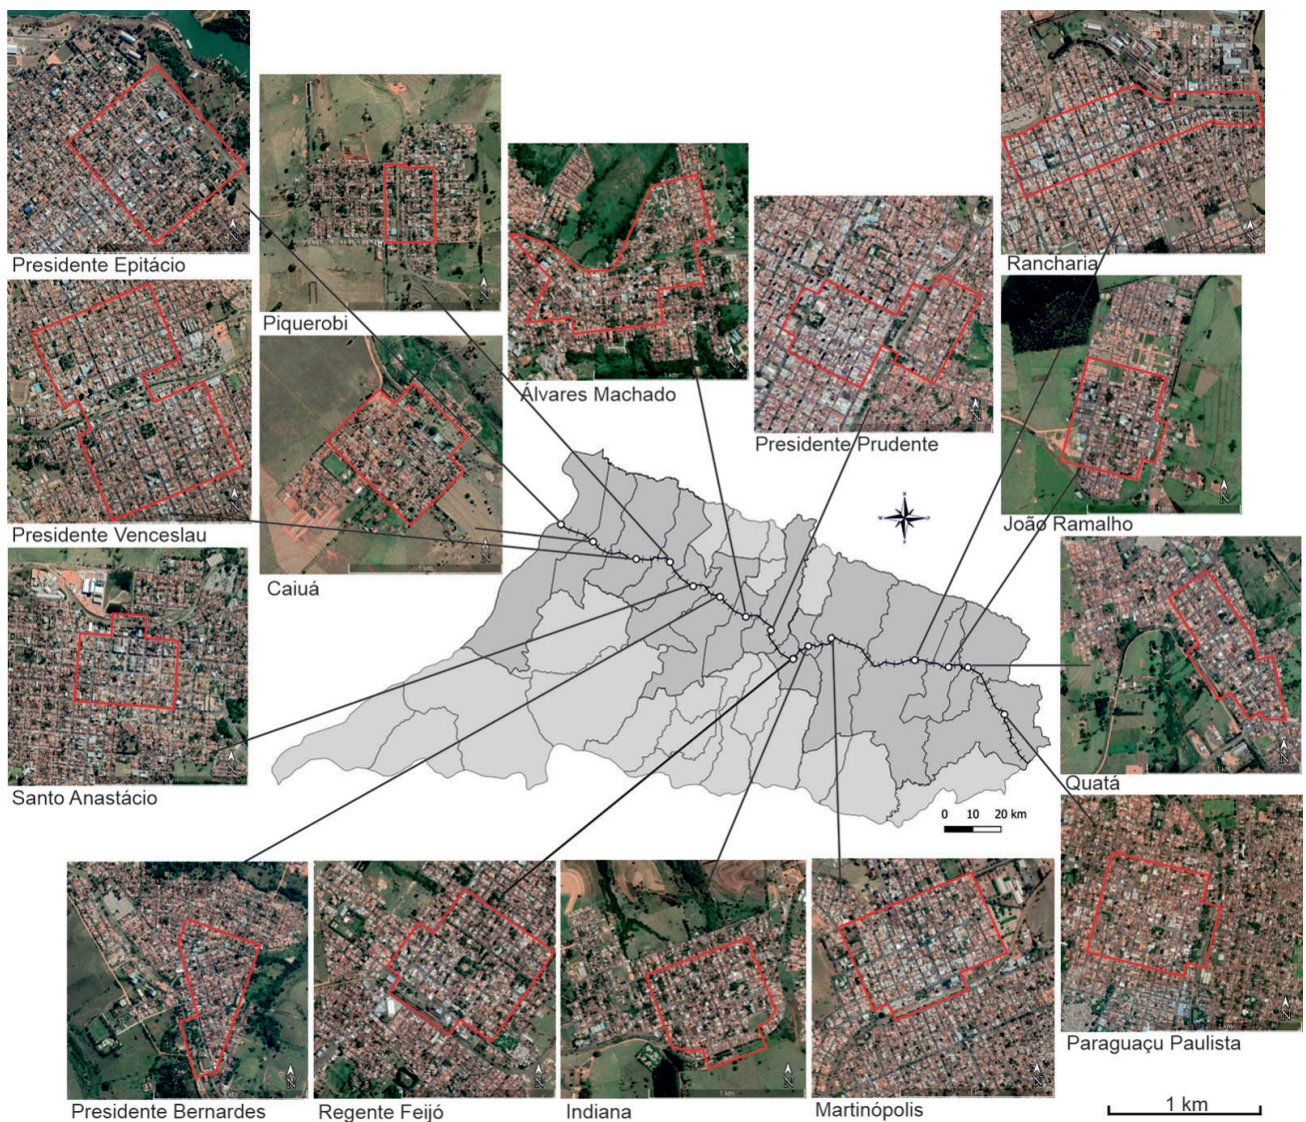 Presidente Epitácio
Piquerobi
Álvares Machado
Presidente Prudente
Rancharia
Presidente Venceslau
Caiuá
João Ramalho
Santo Anastácio
Quatá
0 10 20 km
Presidente Bernardes
Regente Feijó
Indiana
Martinópolis
Paraguaçu Paulista
1 km